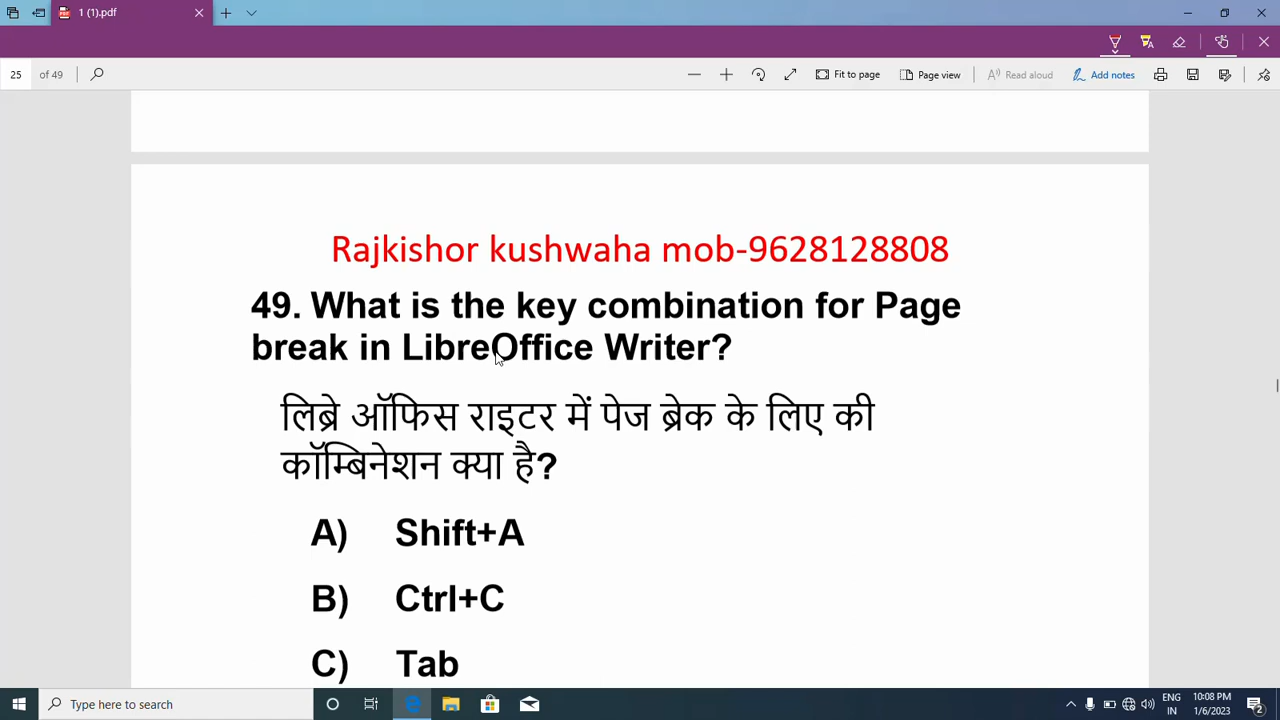 1 (1).pdf
25 of 49 Fit to page Page view Read aloud Add notes
Rajkishor kushwaha mob-9628128808
49. What is the key combination for Page
break in LibreOffice Writer?
लिब्रे ऑफिस राइटर में पेज ब्रेक के लिए की
कॉम्बिनेशन क्या है?
A) Shift+A
B) Ctrl+C
C) Tab
Type here to search
ENG
10:08 PM
IN
1/6/2023
2